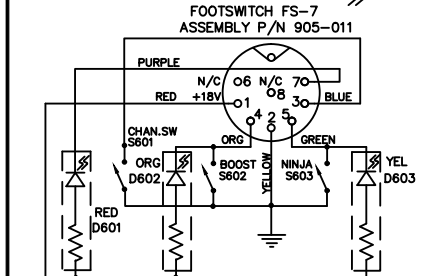 FOOTSWITCH FS-7
ASSEMBLY P/N 905-011
PURPLE
N/C 6 N/C 7
8
RED +18V 1 3 BLUE
4 2 5
CHAN.SW
S601
ORG GREEN
ORG
D602
BOOST
S602
YELLOW
NINJA
S603
YEL
D603
RED
D601